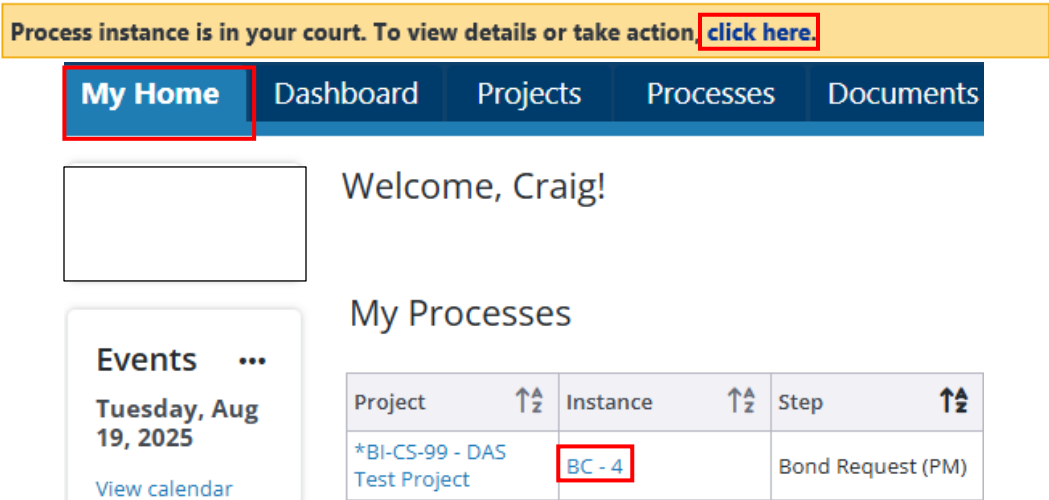 Process instance is in your court. To view details or take action, click here.
My Home Dashboard Projects Processes Documents
Welcome, Craig!
My Processes
Events ...
Tuesday, Aug
19, 2025
View calendar
Project Instance Step
*BI-CS-99 - DAS
Test Project
BC - 4
Bond Request (PM)